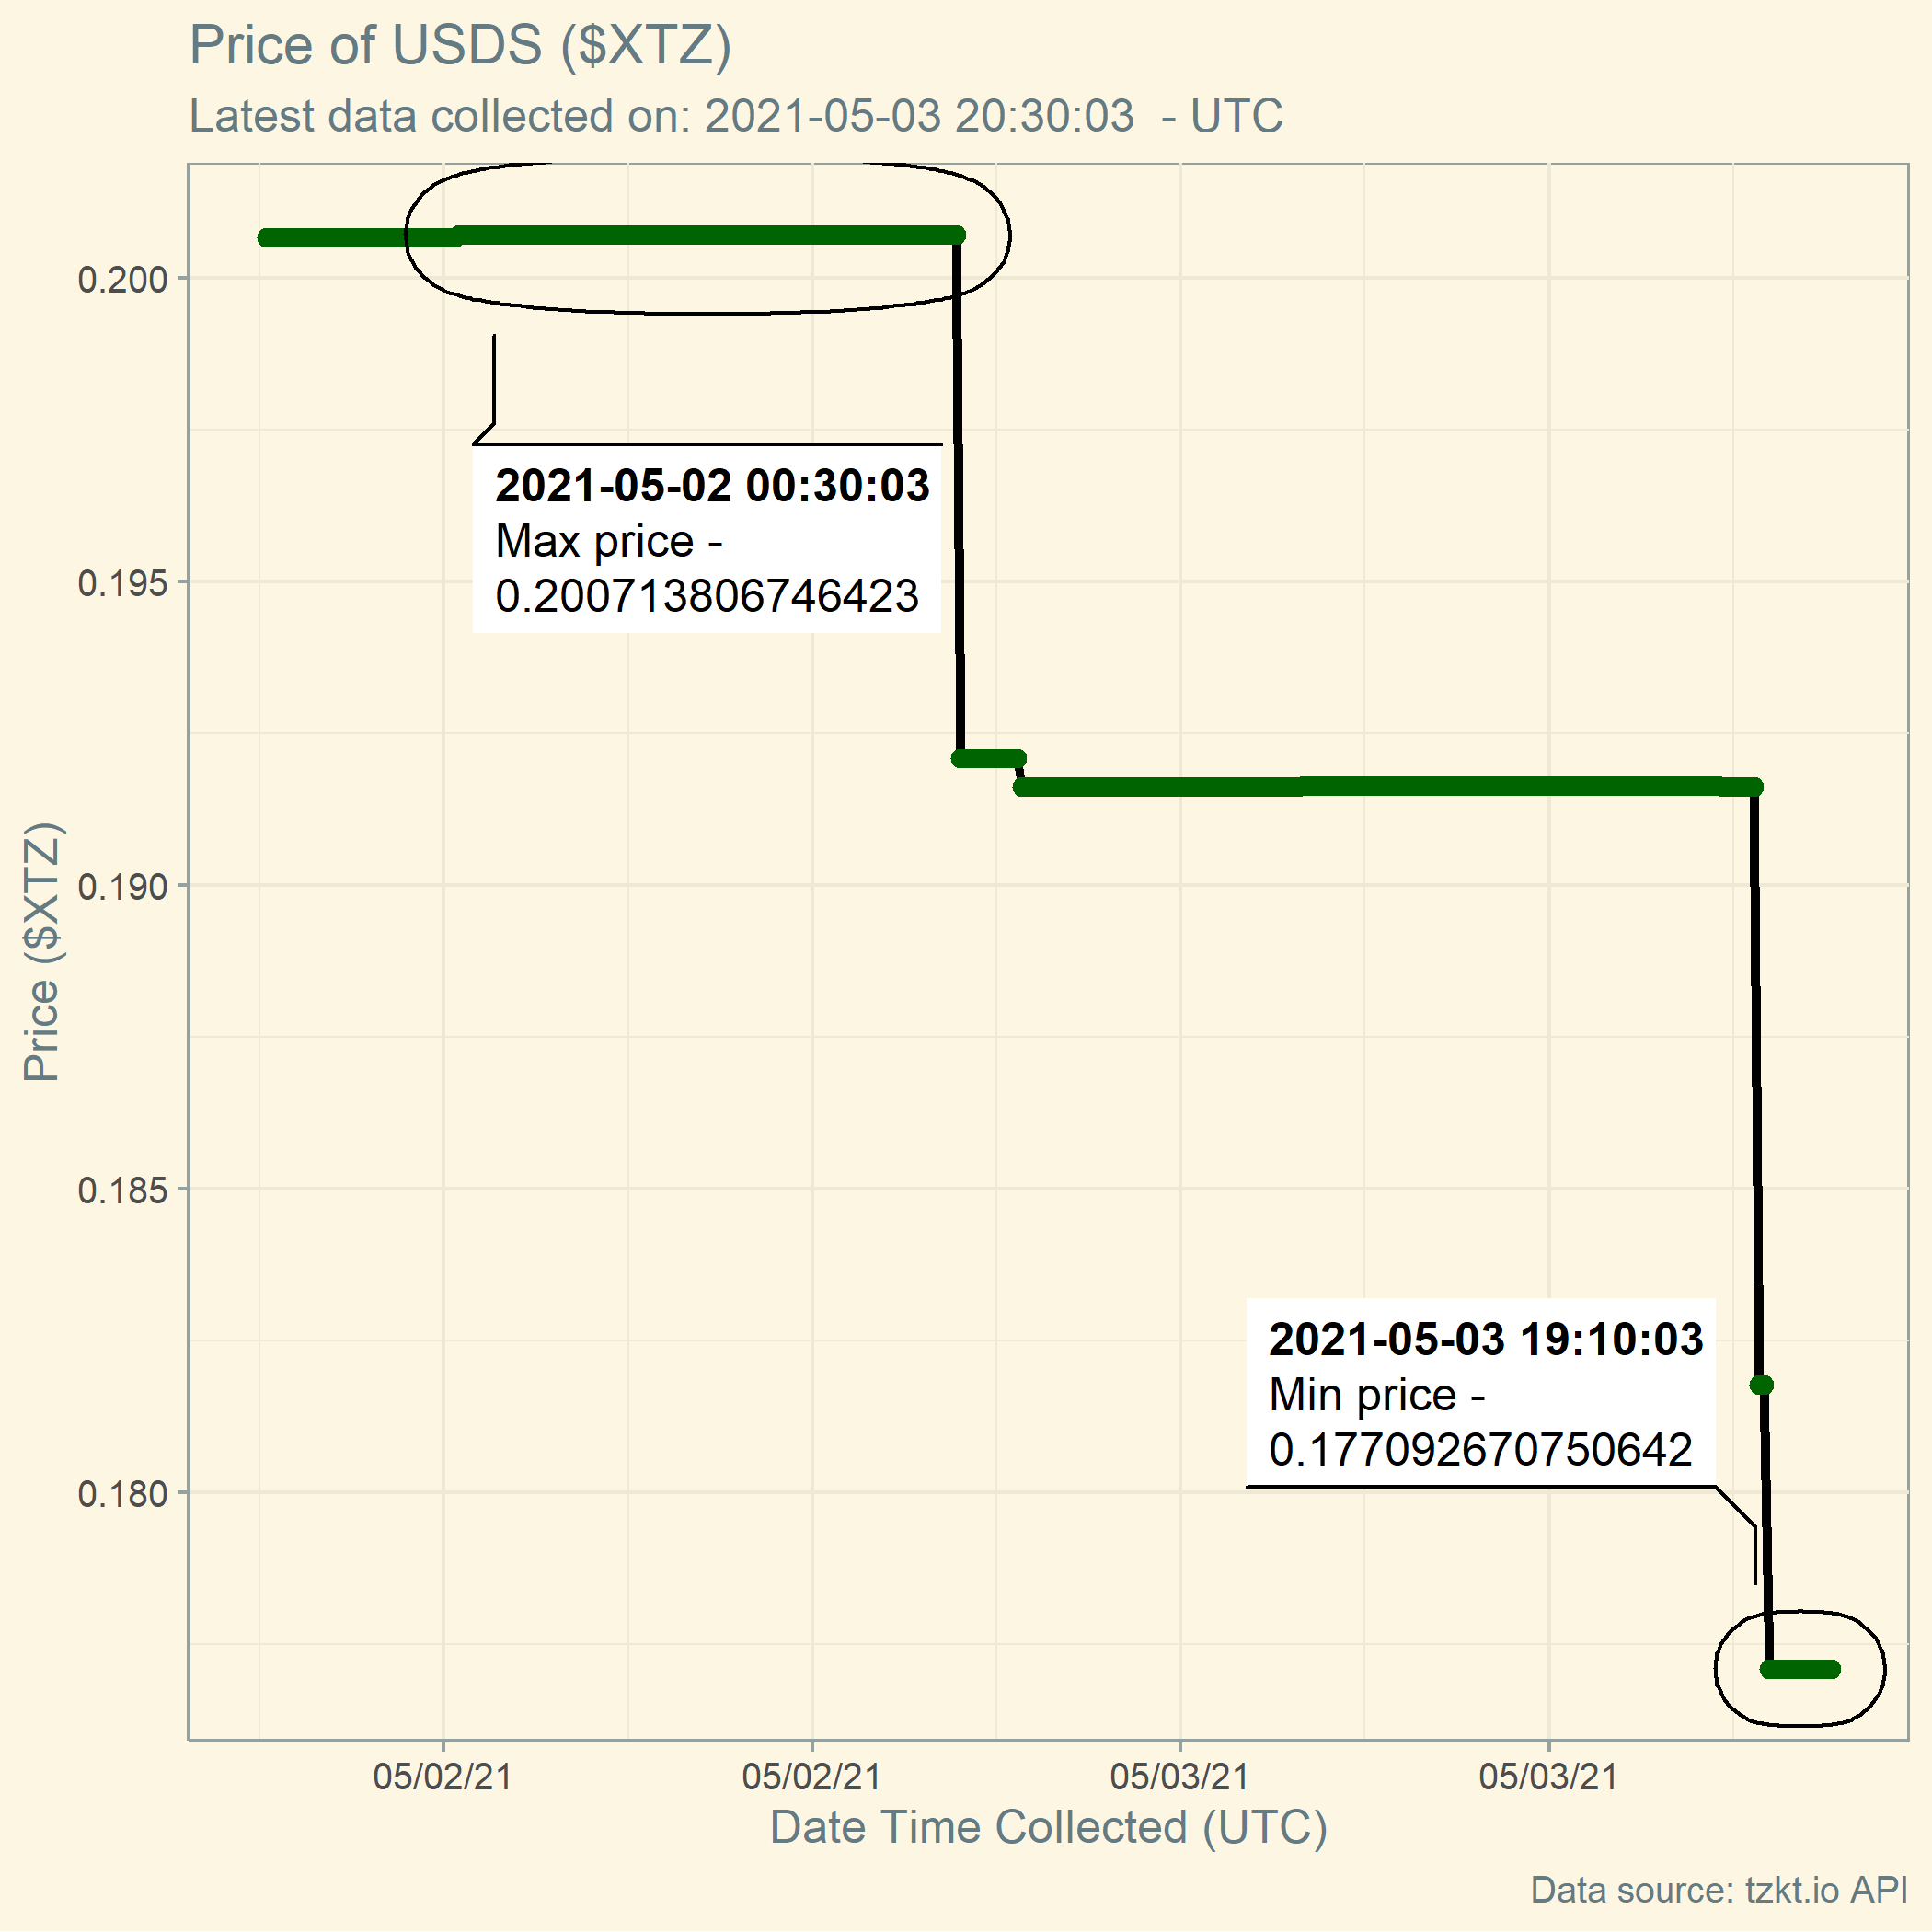 Price of USDS ($XTZ)
Latest data collected on: 2021-05-03 20:30:03 - UTC
Price ($XTZ)
0.200
0.195
0.190
0.185
0.180
2021-05-02 00:30:03
Max price -
0.200713806746423
2021-05-03 19:10:03
Min price -
0.177092670750642
05/02/21
05/02/21
05/03/21
05/03/21
Date Time Collected (UTC)
Data source: tzkt.io API